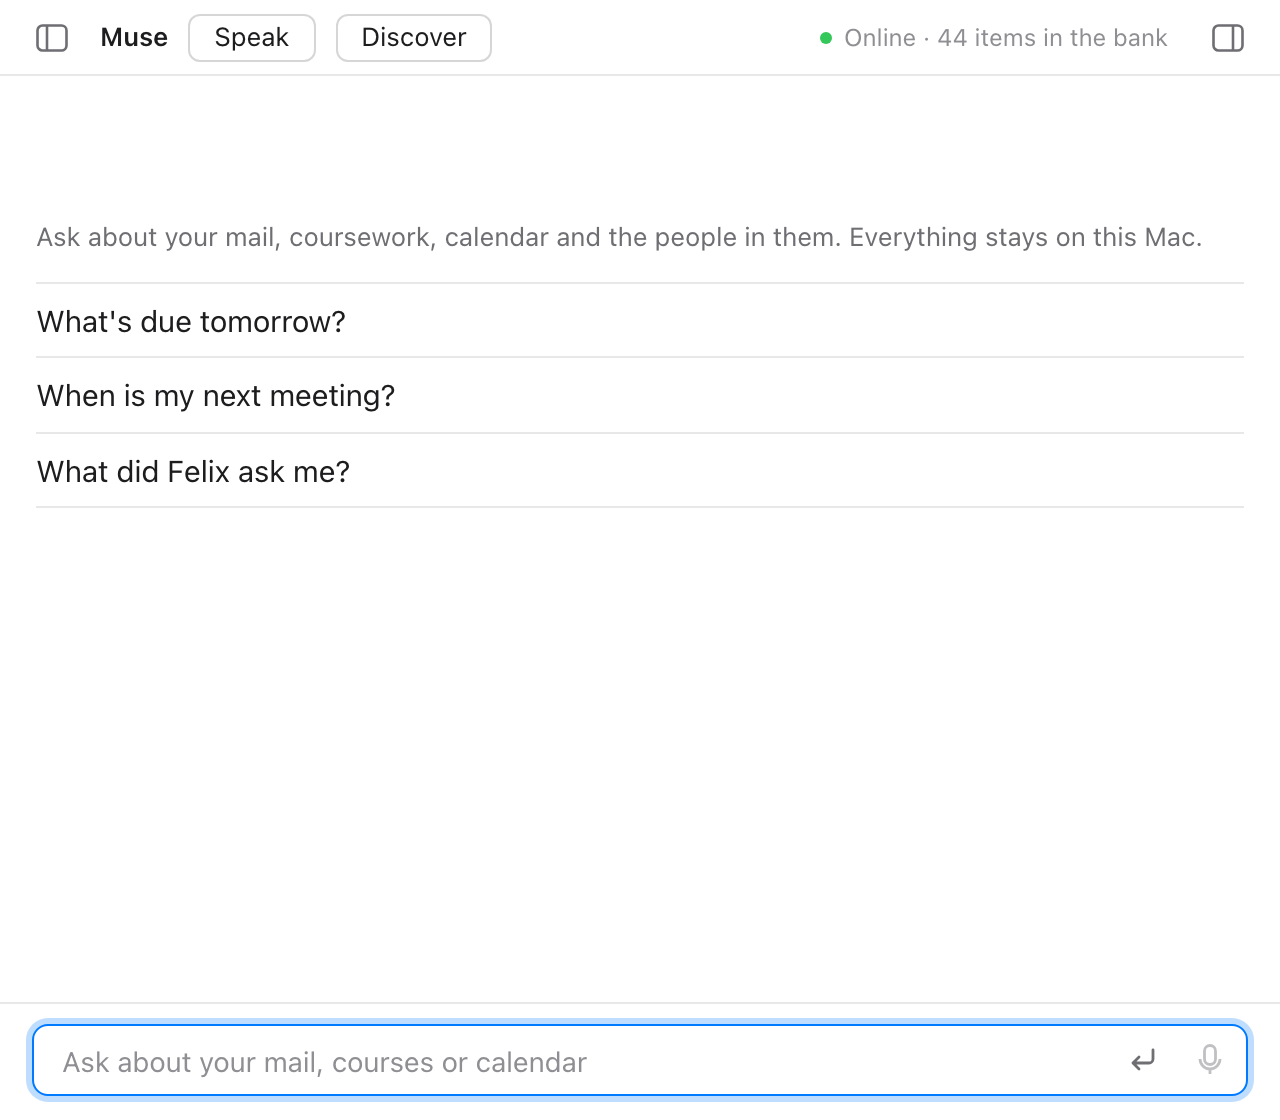 Muse Speak Discover Online · 44 items in the bank
Ask about your mail, coursework, calendar and the people in them. Everything stays on this Mac.
What's due tomorrow?
When is my next meeting?
What did Felix ask me?
Ask about your mail, courses or calendar